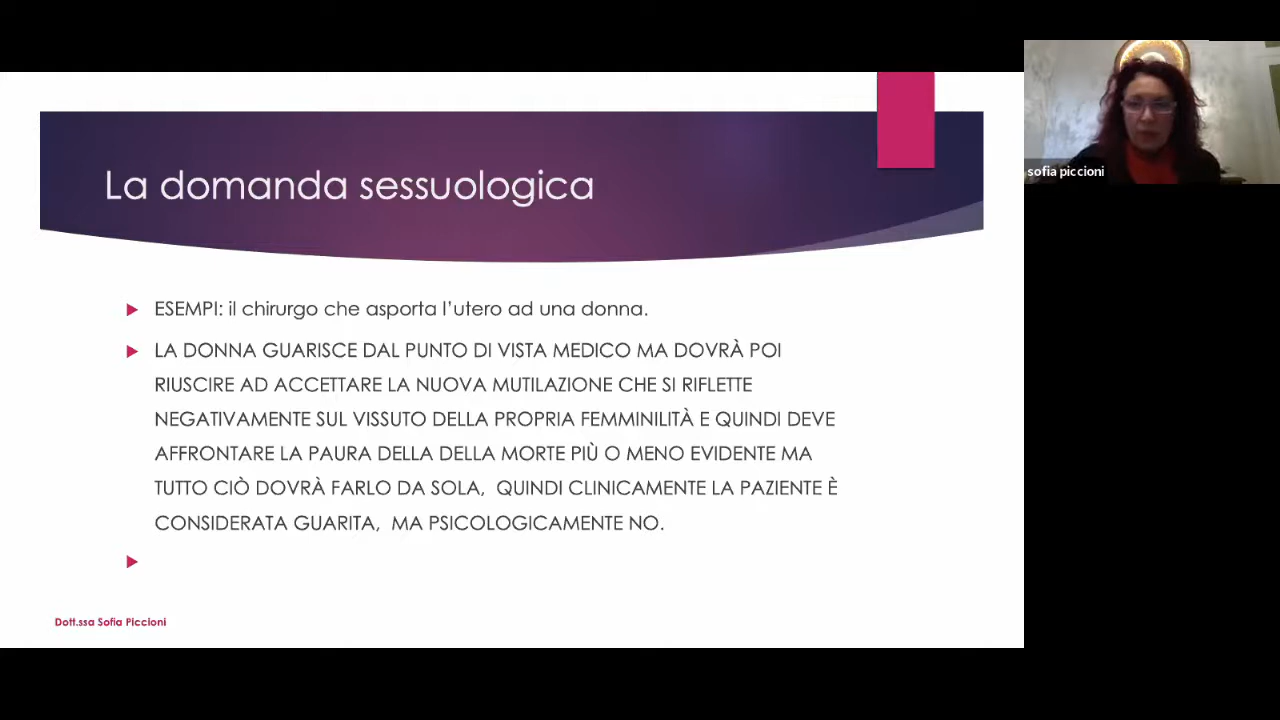 La domanda sessuologica
ESEMPI: il chirurgo che asporta l'utero ad una donna.
LA DONNA GUARISCE DAL PUNTO DI VISTA MEDICO MA DOVRÀ POI
RIUSCIRE AD ACCETTARE LA NUOVA MUTILAZIONE CHE SI RIFLETTE
NEGATIVAMENTE SUL VISSUTO DELLA PROPRIA FEMMINILITÀ E QUINDI DEVE
AFFRONTARE LA PAURA DELLA DELLA MORTE PIÙ O MENO EVIDENTE MA
TUTTO CIÒ DOVRÀ FARLO DA SOLA, QUINDI CLINICAMENTE LA PAZIENTE È
CONSIDERATA GUARITA, MA PSICOLOGICAMENTE NO.
Dott.ssa Sofia Piccioni
sofia piccioni